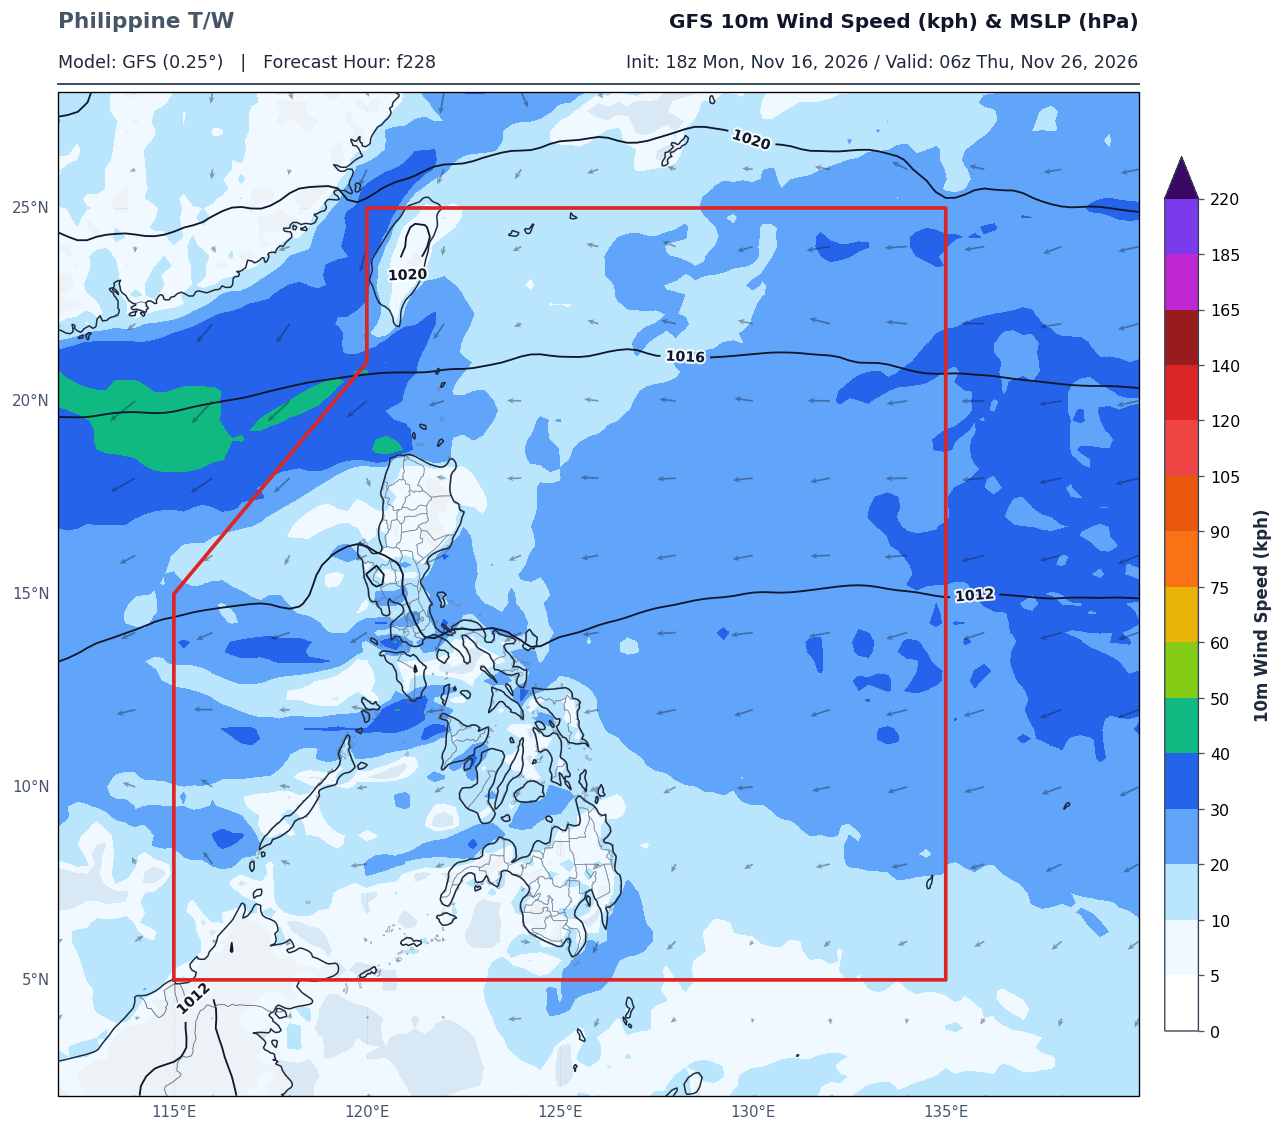 Philippine T/W
GFS 10m Wind Speed (kph) & MSLP (hPa)
Model: GFS (0.25°)   |   Forecast Hour: f228
Init: 18z Mon, Nov 16, 2026 / Valid: 06z Thu, Nov 26, 2026
1020
1020
1016
1012
1012
25°N
20°N
15°N
10°N
5°N
115°E
120°E
125°E
130°E
135°E
220
185
165
140
120
105
90
75
60
50
40
30
20
10
5
0
10m Wind Speed (kph)